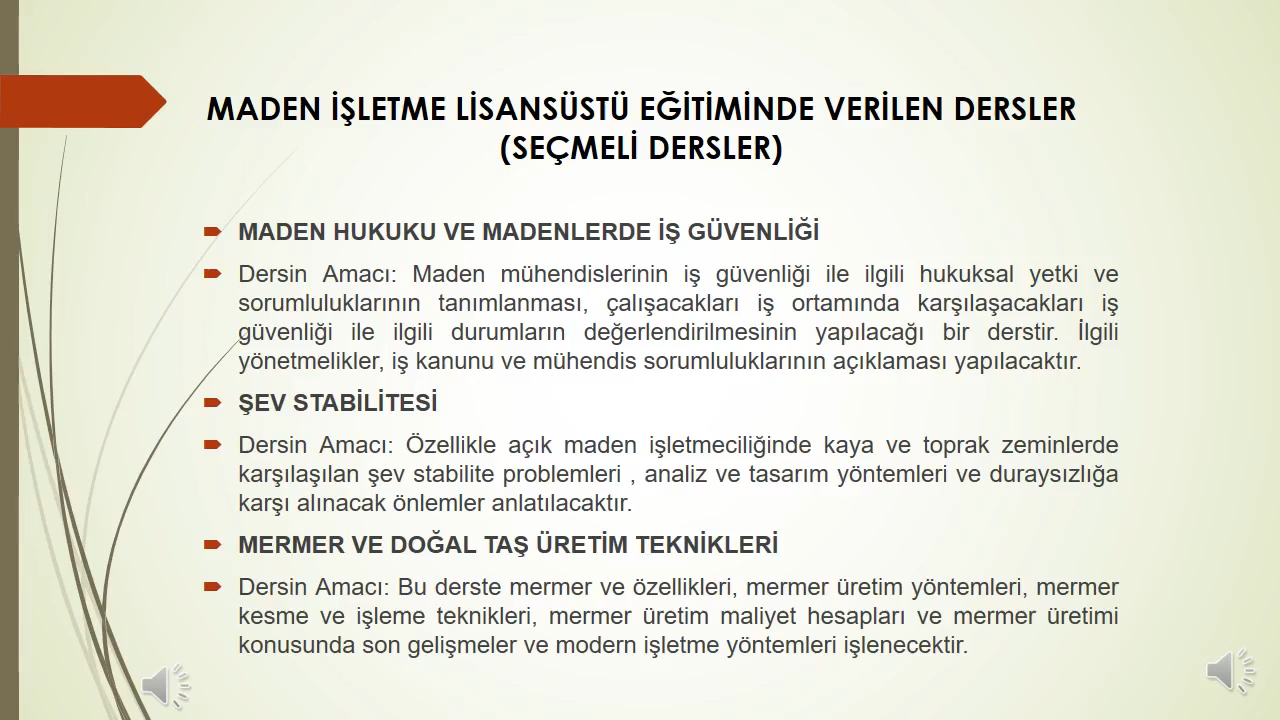 MADEN İŞLETME LİSANSÜSTÜ EĞİTİMİNDE VERİLEN DERSLER
(SEÇMELİ DERSLER)
MADEN HUKUKU VE MADENLERDE İŞ GÜVENLİĞİ
Dersin Amacı: Maden mühendislerinin iş güvenliği ile ilgili hukuksal yetki ve
sorumluluklarının tanımlanması, çalışacakları iş ortamında karşılaşacakları iş
güvenliği ile ilgili durumların değerlendirilmesinin yapılacağı bir derstir. İlgili
yönetmelikler, iş kanunu ve mühendis sorumluluklarının açıklaması yapılacaktır.
ŞEV STABİLİTESİ
Dersin Amacı: Özellikle açık maden işletmeciliğinde kaya ve toprak zeminlerde
karşılaşılan şev stabilite problemleri , analiz ve tasarım yöntemleri ve duraysızlığa
karşı alınacak önlemler anlatılacaktır.
MERMER VE DOĞAL TAŞ ÜRETİM TEKNİKLERİ
Dersin Amacı: Bu derste mermer ve özellikleri, mermer üretim yöntemleri, mermer
kesme ve işleme teknikleri, mermer üretim maliyet hesapları ve mermer üretimi
konusunda son gelişmeler ve modern işletme yöntemleri işlenecektir.